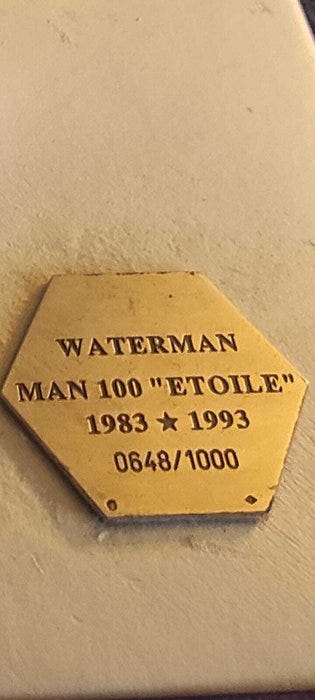 WATERMAN
MAN 100 "ETOILE"
1983 ★ 1993
0648/1000